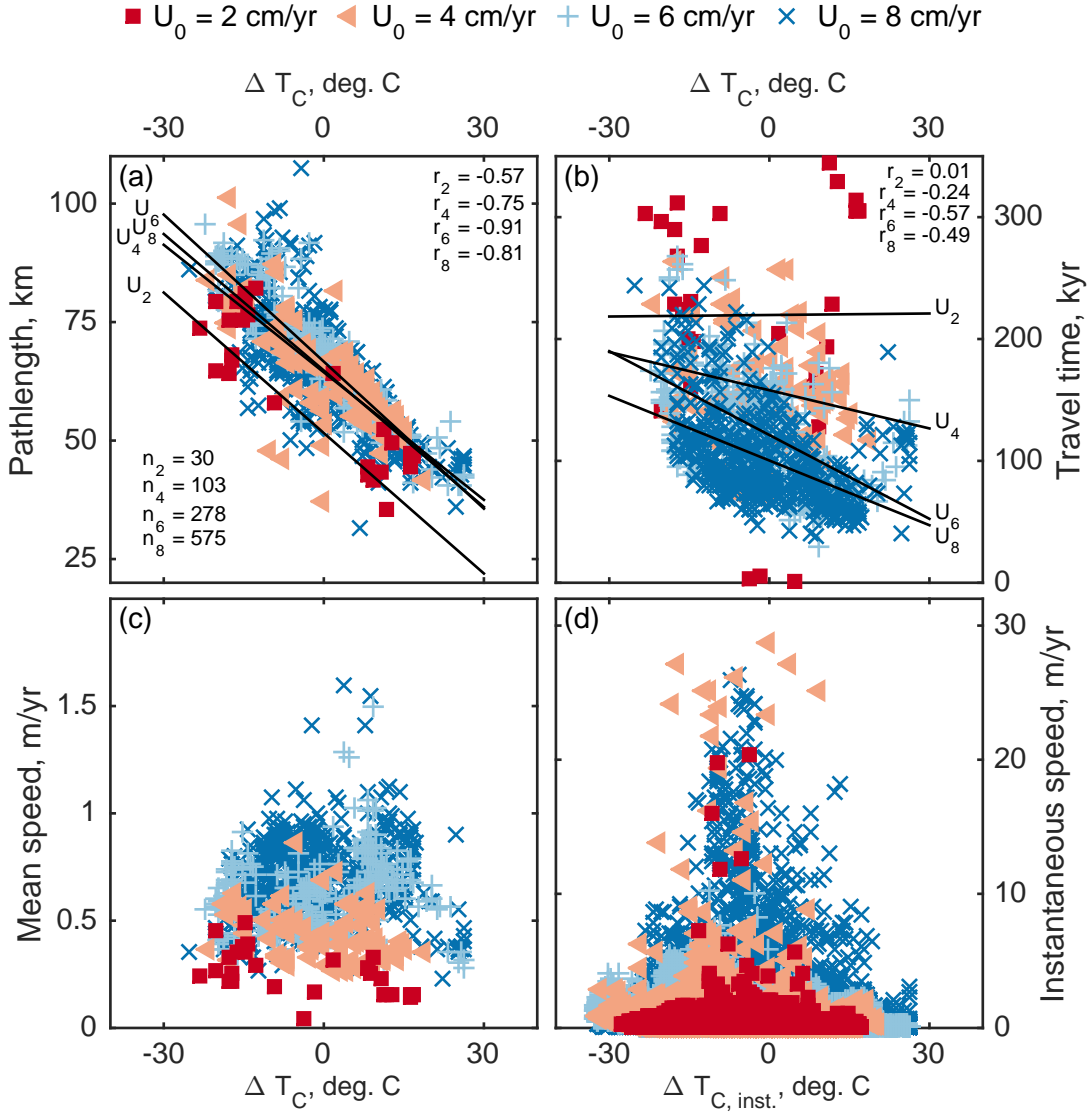 U0 = 2 cm/yr U0 = 4 cm/yr U0 = 6 cm/yr U0 = 8 cm/yr
Δ TC, deg. C Δ TC, deg. C
-30 0 30 -30 0 30
(a)
r2 = -0.57
r4 = -0.75
r6 = -0.91
r8 = -0.81
U6
U8
U4
U2
n2 = 30
n4 = 103
n6 = 278
n8 = 575
100
75
50
25
Pathlength, km
(b)
r2 = 0.01
r4 = -0.24
r6 = -0.57
r8 = -0.49
U2
U4
U6
U8
300
200
100
0
Travel time, kyr
(c)
1.5
1
0.5
0
Mean speed, m/yr
(d)
30
20
10
0
Instantaneous speed, m/yr
-30 0 30 -30 0 30
Δ TC, deg. C Δ TC, inst., deg. C